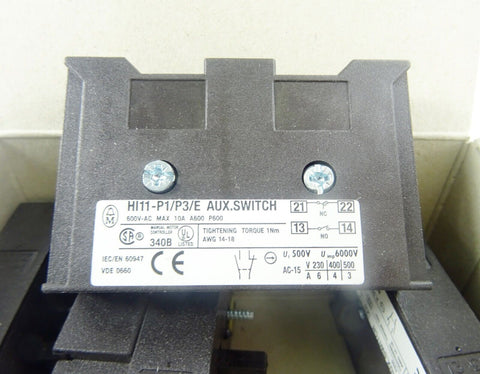 HI11-P1/P3/E AUX.SWITCH
600V-AC MAX 10A A600 P600
21 22
NC
13 14
NO
SA
MANUAL MOTOR
CONTROLLER
340B
UL
LISTED
TIGHTENING TORQUE 1Nm
AWG 14-18
IEC/EN 60947
VDE 0660
CE
Ui 500V Uimp 6000V
AC-15 V 230 400 500
A 6 4 3
M